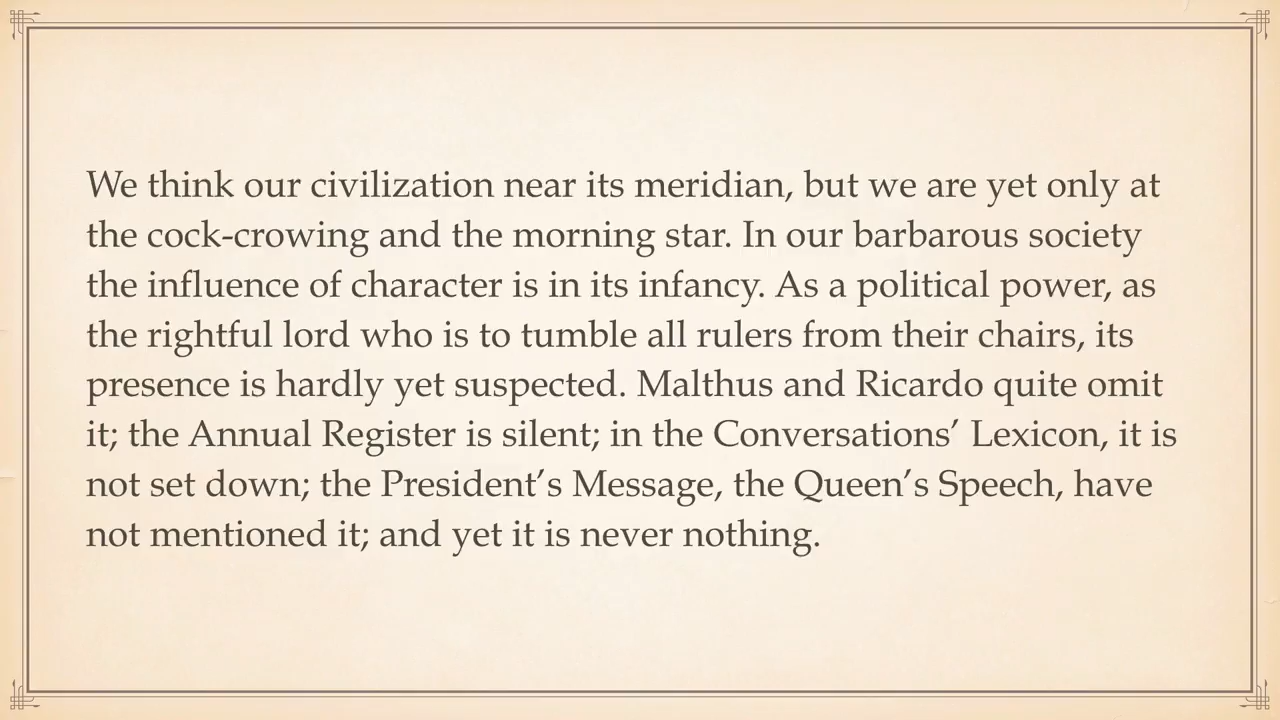 We think our civilization near its meridian, but we are yet only at
the cock-crowing and the morning star. In our barbarous society
the influence of character is in its infancy. As a political power, as
the rightful lord who is to tumble all rulers from their chairs, its
presence is hardly yet suspected. Malthus and Ricardo quite omit
it; the Annual Register is silent; in the Conversations’ Lexicon, it is
not set down; the President’s Message, the Queen’s Speech, have
not mentioned it; and yet it is never nothing.